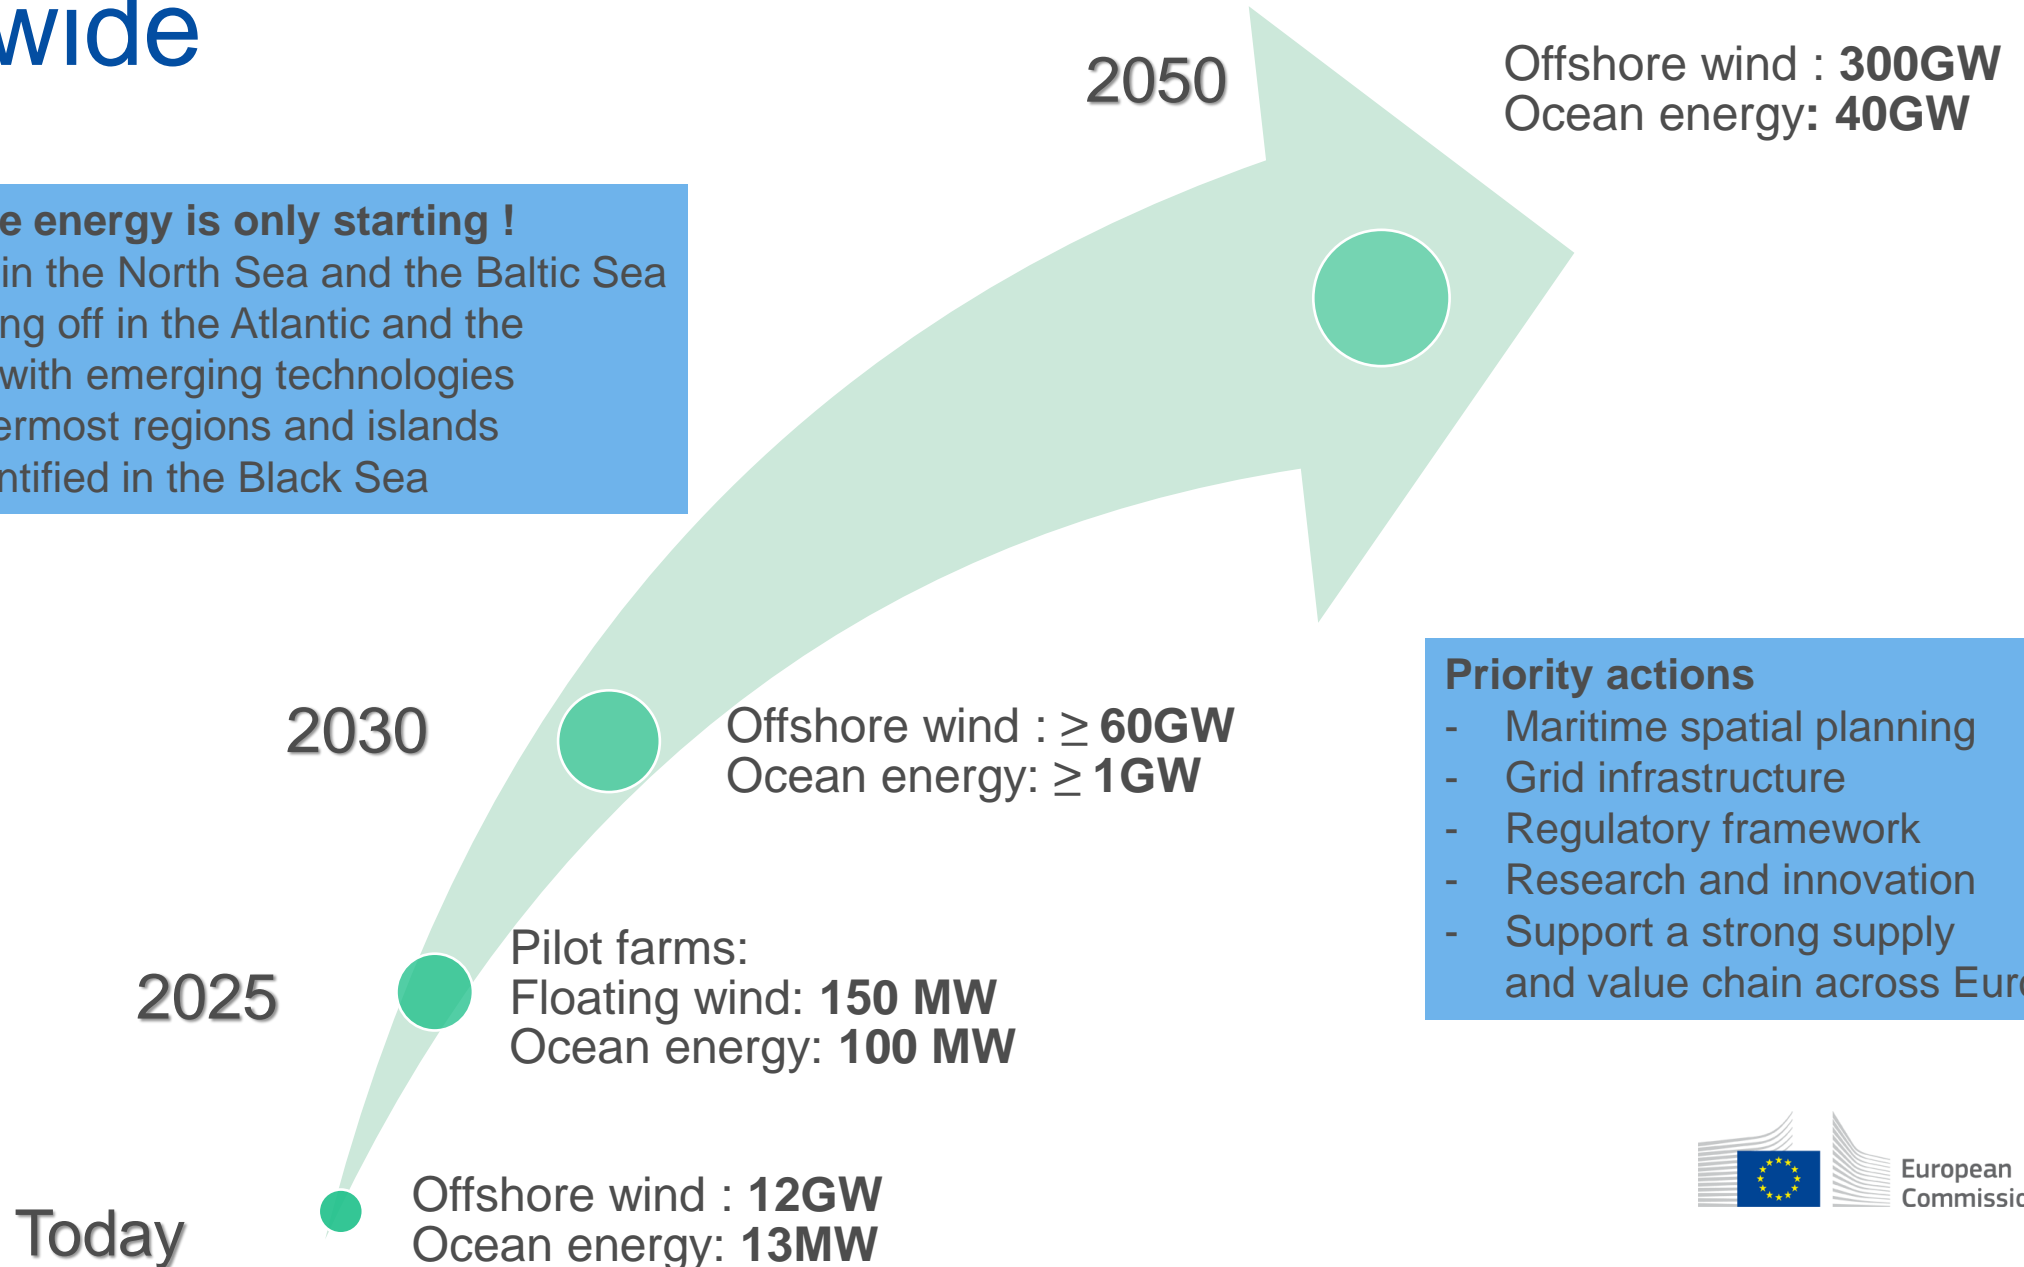 wide
2050
Offshore wind : 300GW
Ocean energy: 40GW
e energy is only starting !
in the North Sea and the Baltic Sea
ng off in the Atlantic and the
with emerging technologies
ermost regions and islands
ntified in the Black Sea
2030
Offshore wind : ≥ 60GW
Ocean energy: ≥ 1GW
Priority actions
- Maritime spatial planning
- Grid infrastructure
- Regulatory framework
- Research and innovation
- Support a strong supply
and value chain across Euro
2025
Pilot farms:
Floating wind: 150 MW
Ocean energy: 100 MW
Today
Offshore wind : 12GW
Ocean energy: 13MW
European
Commissio